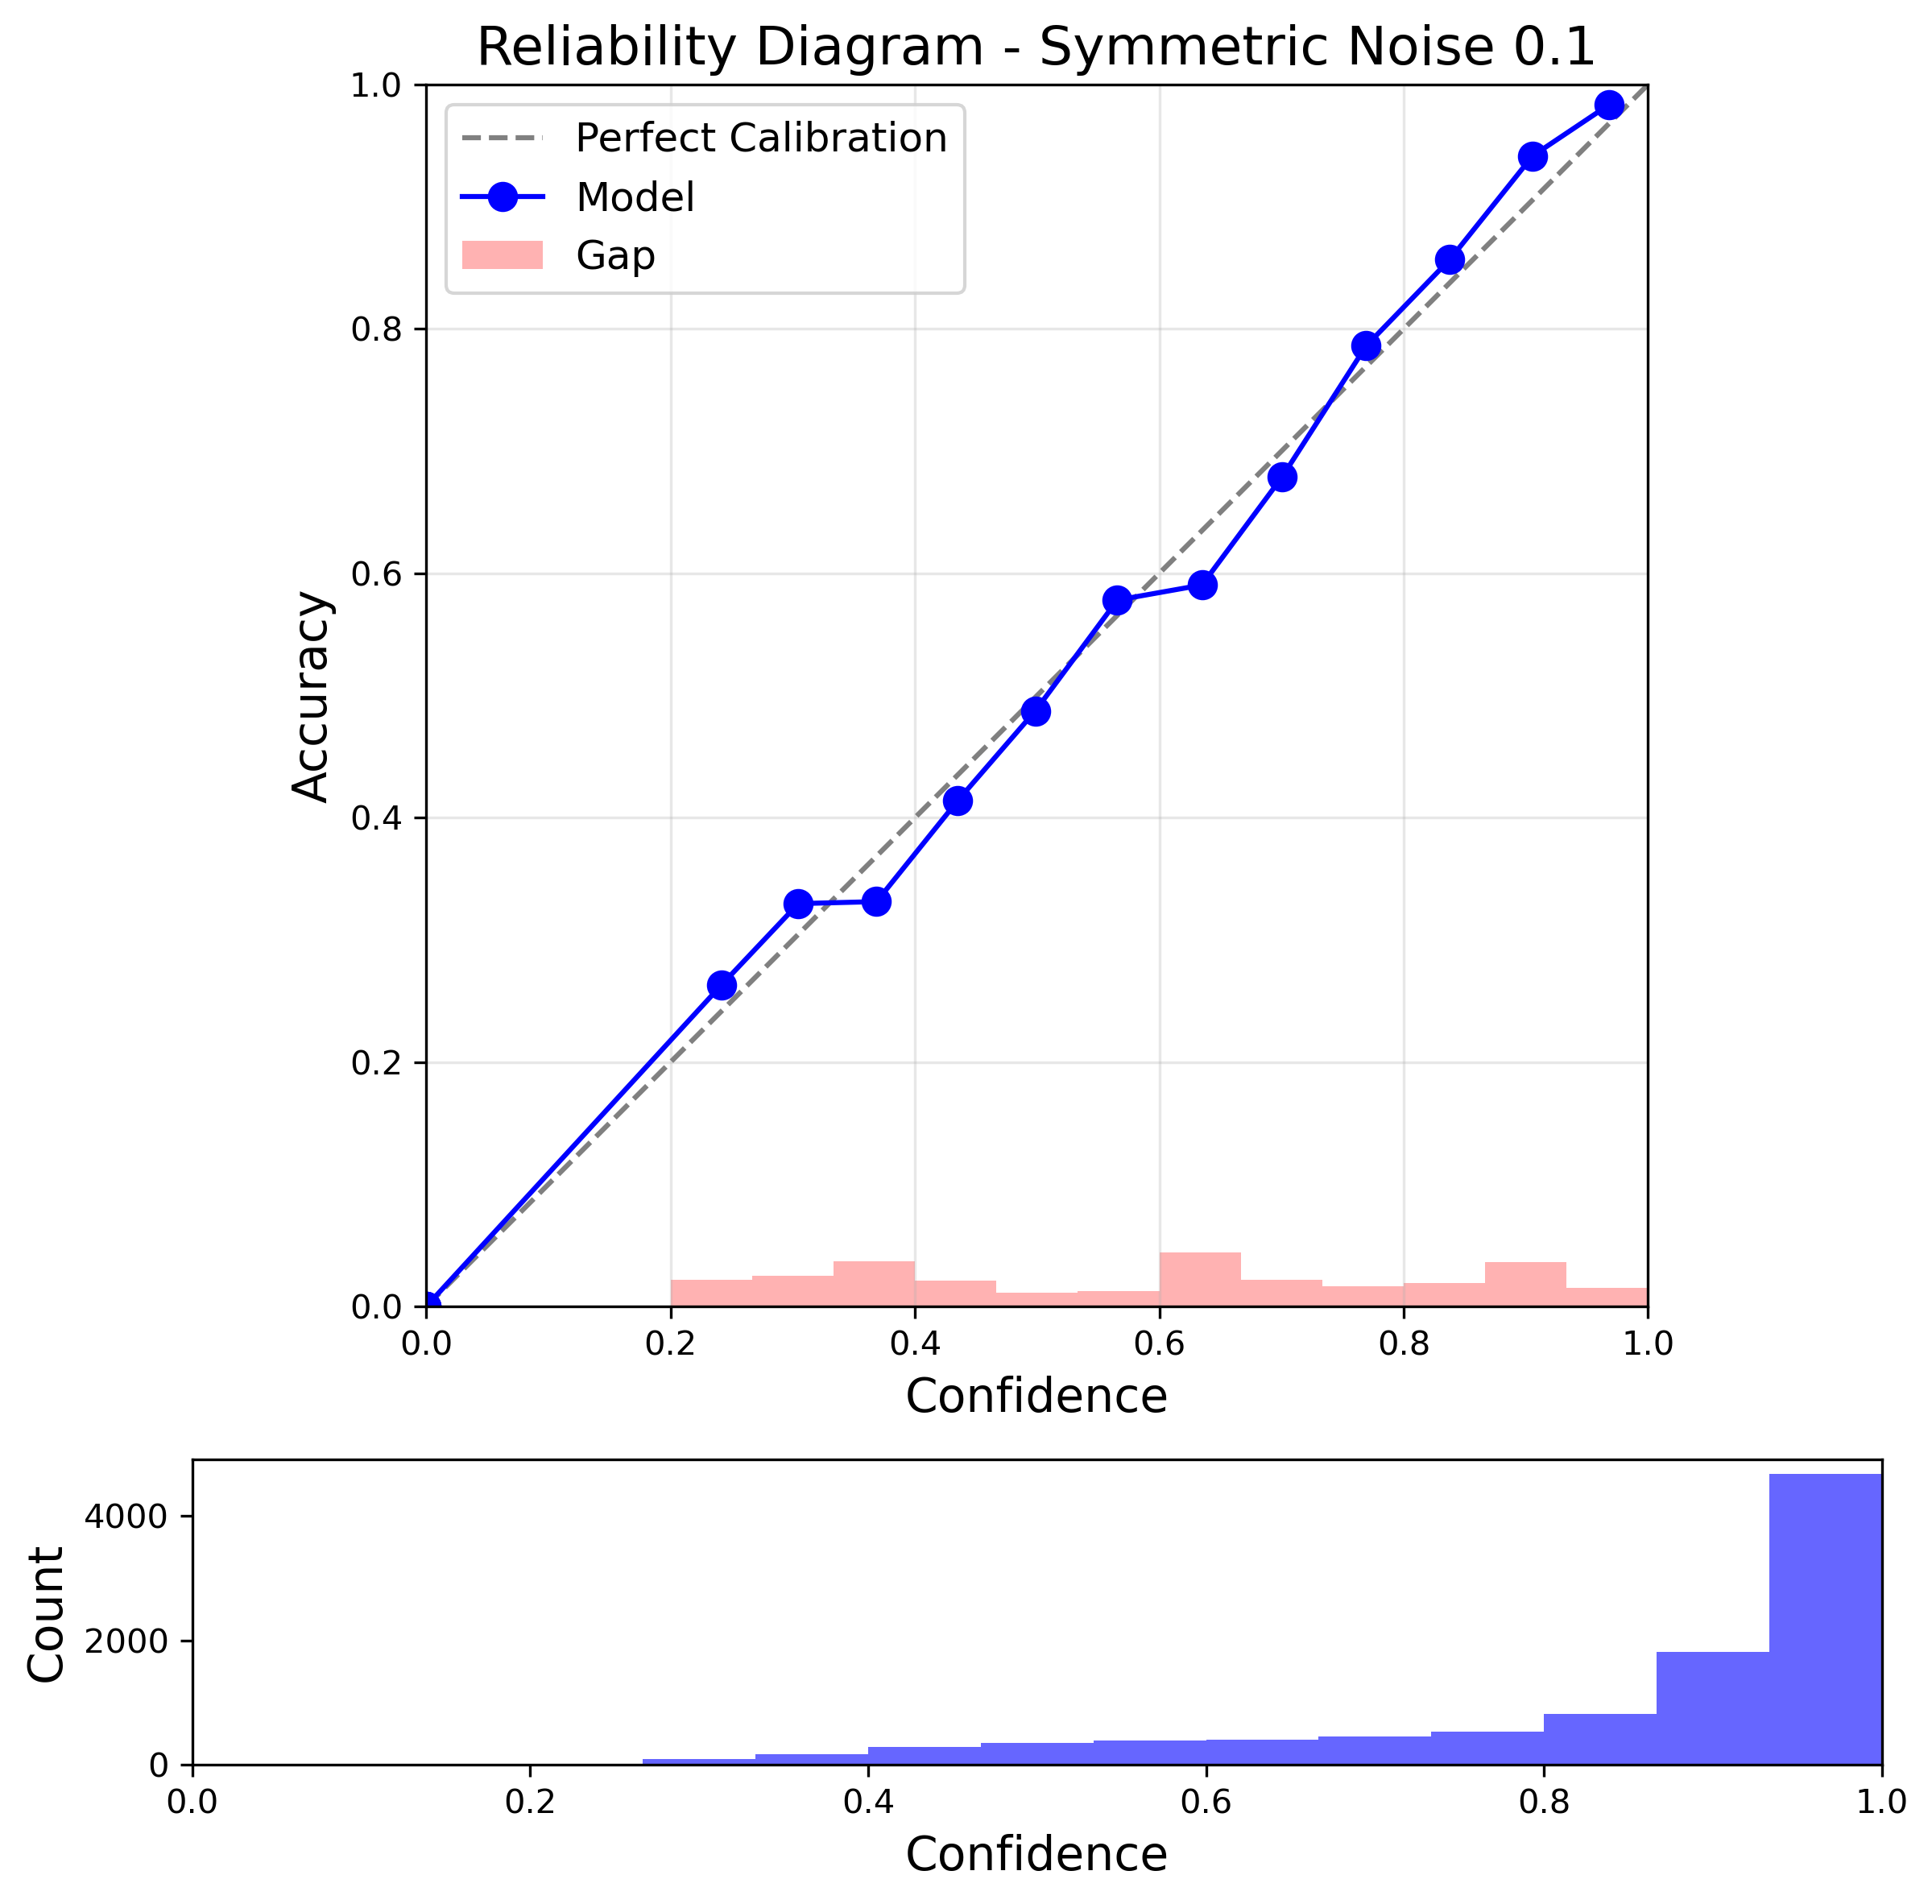 Reliability Diagram - Symmetric Noise 0.1
Perfect Calibration
Model
Gap
1.0
0.8
0.6
0.4
0.2
0.0
Accuracy
0.0 0.2 0.4 0.6 0.8 1.0
Confidence
4000
2000
0
Count
0.0 0.2 0.4 0.6 0.8 1.0
Confidence